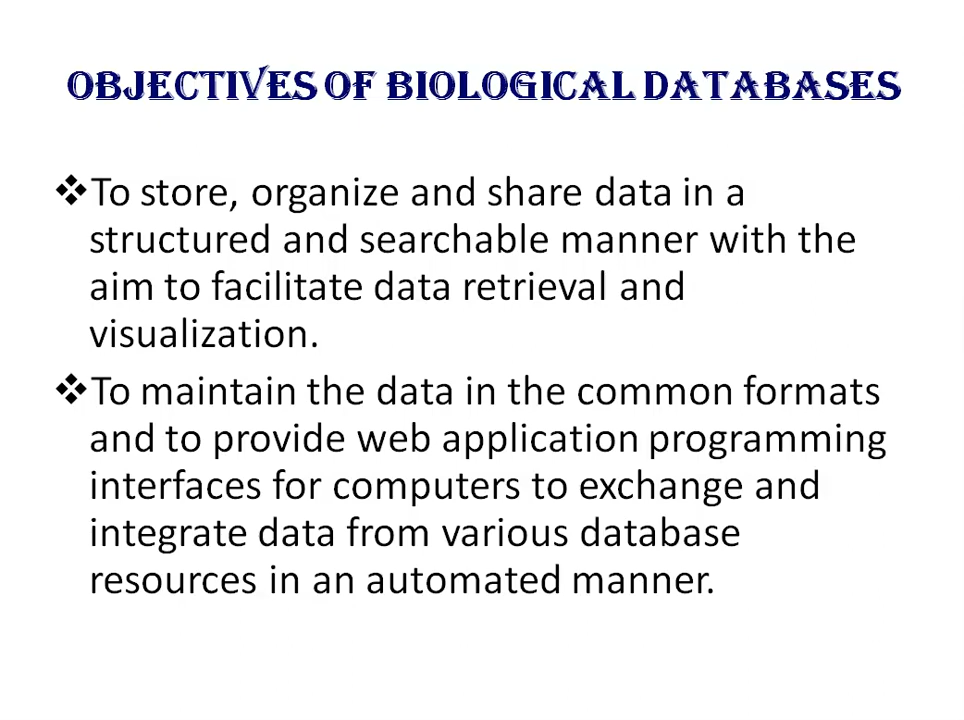 OBJECTIVES OF BIOLOGICAL DATABASES
❖To store, organize and share data in a
structured and searchable manner with the
aim to facilitate data retrieval and
visualization.
❖To maintain the data in the common formats
and to provide web application programming
interfaces for computers to exchange and
integrate data from various database
resources in an automated manner.